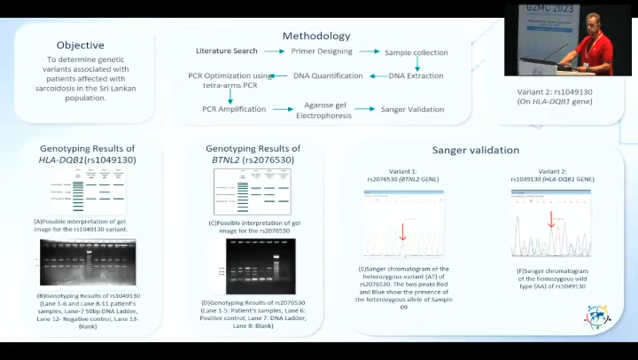 Objective
To determine genetic
variants associated with
patients affected with
sarcoidosis in the Sri Lankan
population.
Methodology
Literature Search
Primer Designing
Sample collection
DNA Extraction
DNA Quantification
PCR Optimization using
tetra-arms PCR
PCR Amplification
Agarose gel
Electrophoresis
Sanger Validation
GZMC 2023
Variant 2: rs1049130
(On HLA-DQB1 gene)
Genotyping Results of
HLA-DQB1(rs1049130)
(A)Possible interpretation of gel
image for the rs1049130 variant.
(B)Genotyping Results of rs1049130
(Lane 1-6 and Lane 8-11 patient's
samples, Lane-7 50bp DNA Ladder,
Lane 12- Negative control, Lane 13-
Blank)
Genotyping Results of
BTNL2 (rs2076530)
(C)Possible interpretation of gel
image for the rs2076530
(D)Genotyping Results of rs2076530
(Lane 1-5: Patient's samples, Lane 6:
Positive control, Lane 7: DNA Ladder,
Lane 8: Blank)
Sanger validation
Variant 1:
rs2076530 (BTNL2 GENE)
(E)Sanger chromatogram of the
heterozygous variant (AT) of
rs2076530. The two peaks Red
and Blue show the presence of
the heterozygous allele of Sample
09
Variant 2:
rs1049130 (HLA-DQB1 GENE)
(F)Sanger chromatogram
of the homozygous wild
type (AA) of rs1049130